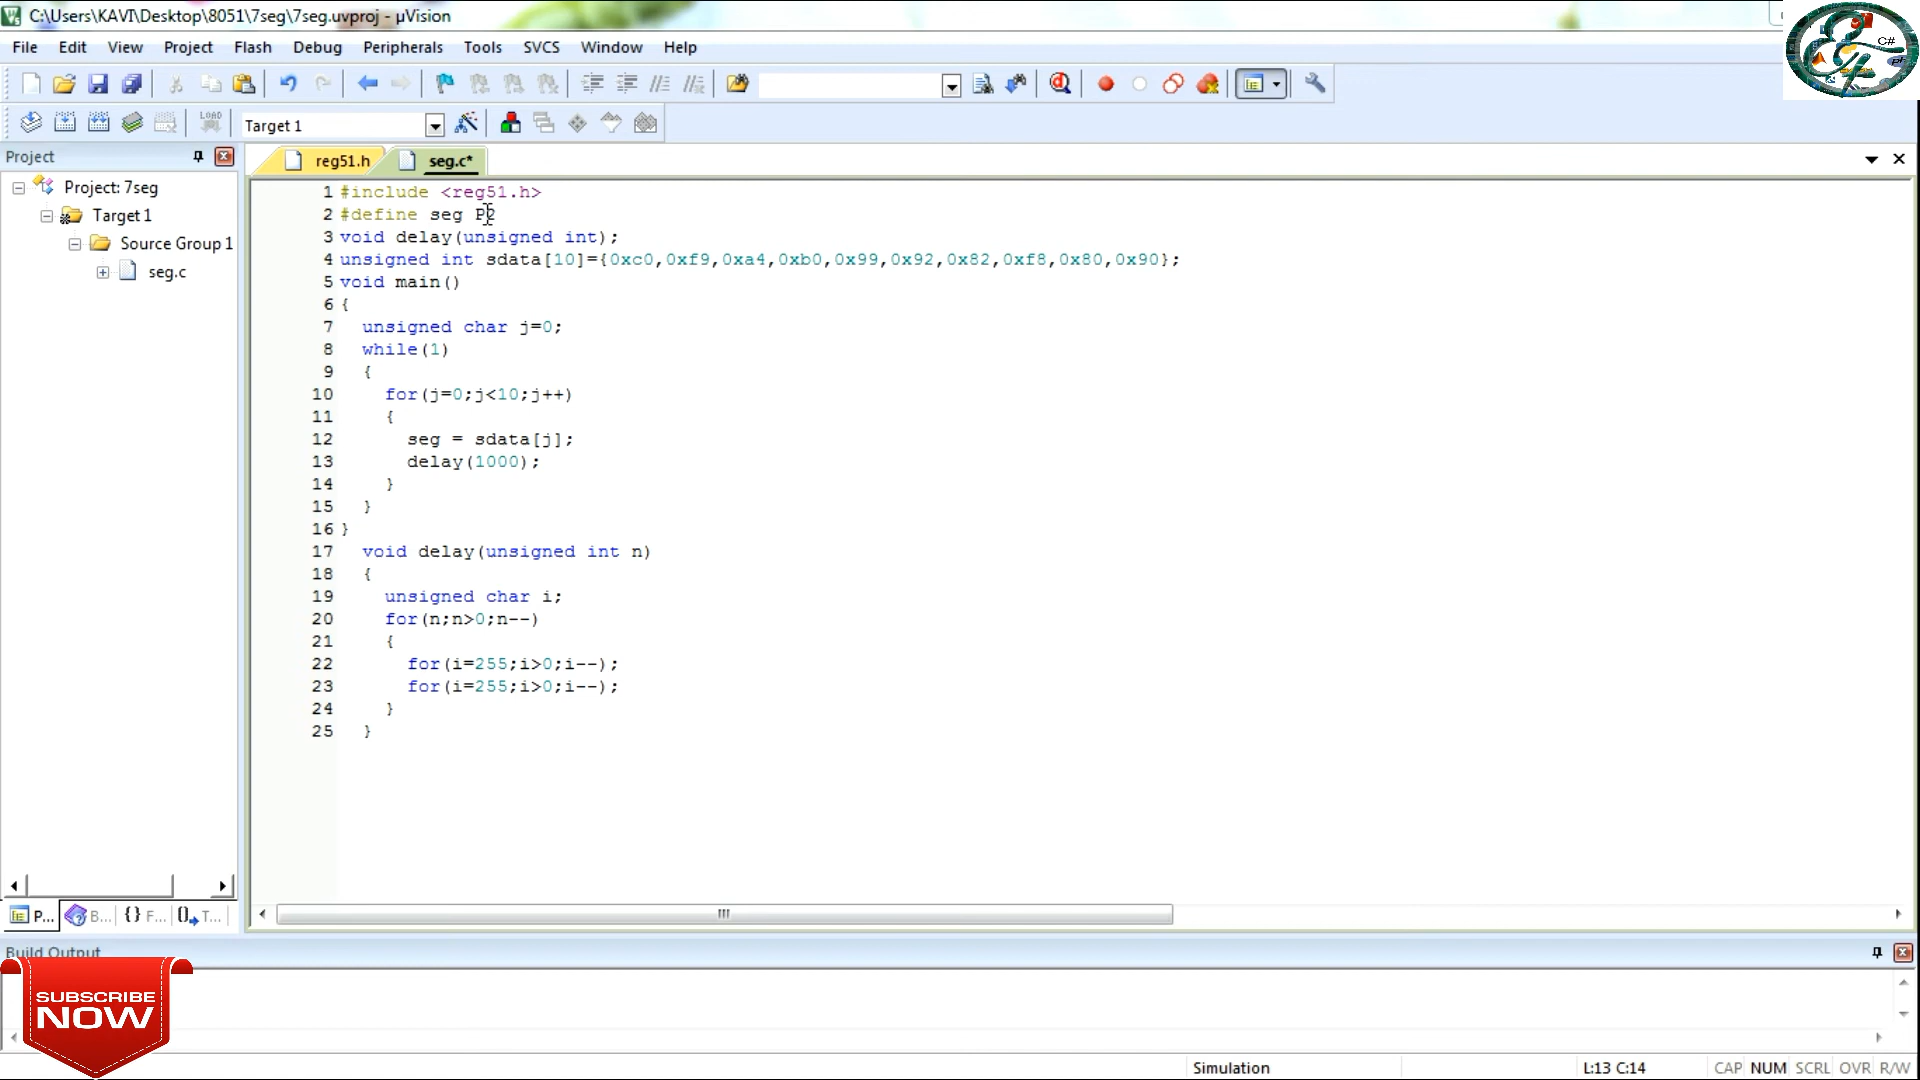 C:\Users\KAVI\Desktop\8051\7seg\7seg.uvproj - µVision
File Edit View Project Flash Debug Peripherals Tools SVCS Window Help
C#
LOAD
Target 1
Project
reg51.h
seg.c*
Project: 7seg
Target 1
Source Group 1
seg.c
1 #include <reg51.h>
2 #define seg P2
3 void delay(unsigned int);
4 unsigned int sdata[10]={0xc0,0xf9,0xa4,0xb0,0x99,0x92,0x82,0xf8,0x80,0x90};
5 void main()
6 {
7 unsigned char j=0;
8 while(1)
9 {
10 for(j=0;j<10;j++)
11 {
12 seg = sdata[j];
13 delay(1000);
14 }
15 }
16 }
17 void delay(unsigned int n)
18 {
19 unsigned char i;
20 for(n;n>0;n--)
21 {
22 for(i=255;i>0;i--);
23 for(i=255;i>0;i--);
24 }
25 }
P... B... {} F... T...
Build Output
SUBSCRIBE
NOW
Simulation
L:13 C:14
CAP NUM SCRL OVR R/W